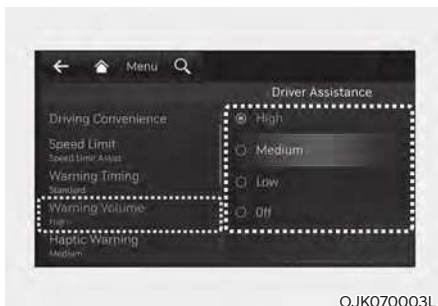 Menu
Driver Assistance
Driving Convenience
Speed Limit
Speed Limit Assist
Warning Timing
Standard
Warning Volume
High
Haptic Warning
Medium
High
Medium
Low
Off
OJK070003L